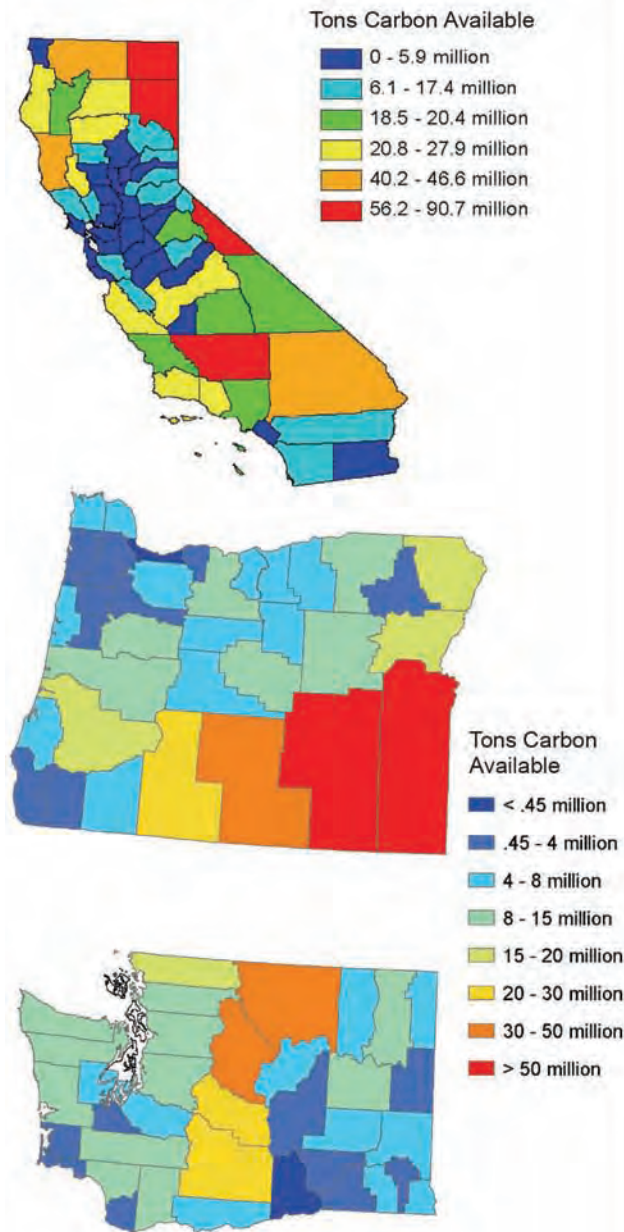 Tons Carbon Available
0 - 5.9 million
6.1 - 17.4 million
18.5 - 20.4 million
20.8 - 27.9 million
40.2 - 46.6 million
56.2 - 90.7 million
Tons Carbon
Available
< .45 million
.45 - 4 million
4 - 8 million
8 - 15 million
15 - 20 million
20 - 30 million
30 - 50 million
> 50 million